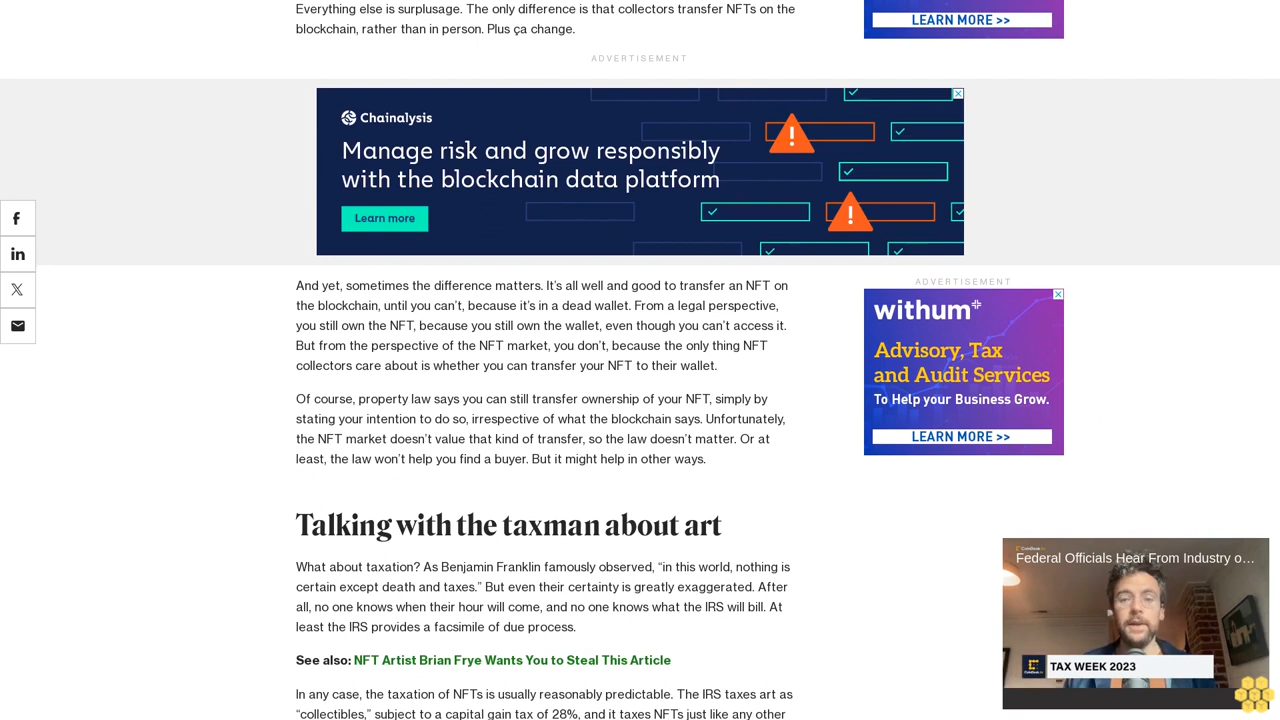 Everything else is surplusage. The only difference is that collectors transfer NFTs on the
blockchain, rather than in person. Plus ça change.
LEARN MORE >>
ADVERTISEMENT
Chainalysis
Manage risk and grow responsibly
with the blockchain data platform
Learn more
And yet, sometimes the difference matters. It’s all well and good to transfer an NFT on
the blockchain, until you can’t, because it’s in a dead wallet. From a legal perspective,
you still own the NFT, because you still own the wallet, even though you can’t access it.
But from the perspective of the NFT market, you don’t, because the only thing NFT
collectors care about is whether you can transfer your NFT to their wallet.
Of course, property law says you can still transfer ownership of your NFT, simply by
stating your intention to do so, irrespective of what the blockchain says. Unfortunately,
the NFT market doesn’t value that kind of transfer, so the law doesn’t matter. Or at
least, the law won’t help you find a buyer. But it might help in other ways.
ADVERTISEMENT
withum+
Advisory, Tax
and Audit Services
To Help your Business Grow.
LEARN MORE >>
Talking with the taxman about art
What about taxation? As Benjamin Franklin famously observed, “in this world, nothing is
certain except death and taxes.” But even their certainty is greatly exaggerated. After
all, no one knows when their hour will come, and no one knows what the IRS will bill. At
least the IRS provides a facsimile of due process.
See also: NFT Artist Brian Frye Wants You to Steal This Article
In any case, the taxation of NFTs is usually reasonably predictable. The IRS taxes art as
“collectibles,” subject to a capital gain tax of 28%, and it taxes NFTs just like any other
Federal Officials Hear From Industry o…
TAX WEEK 2023